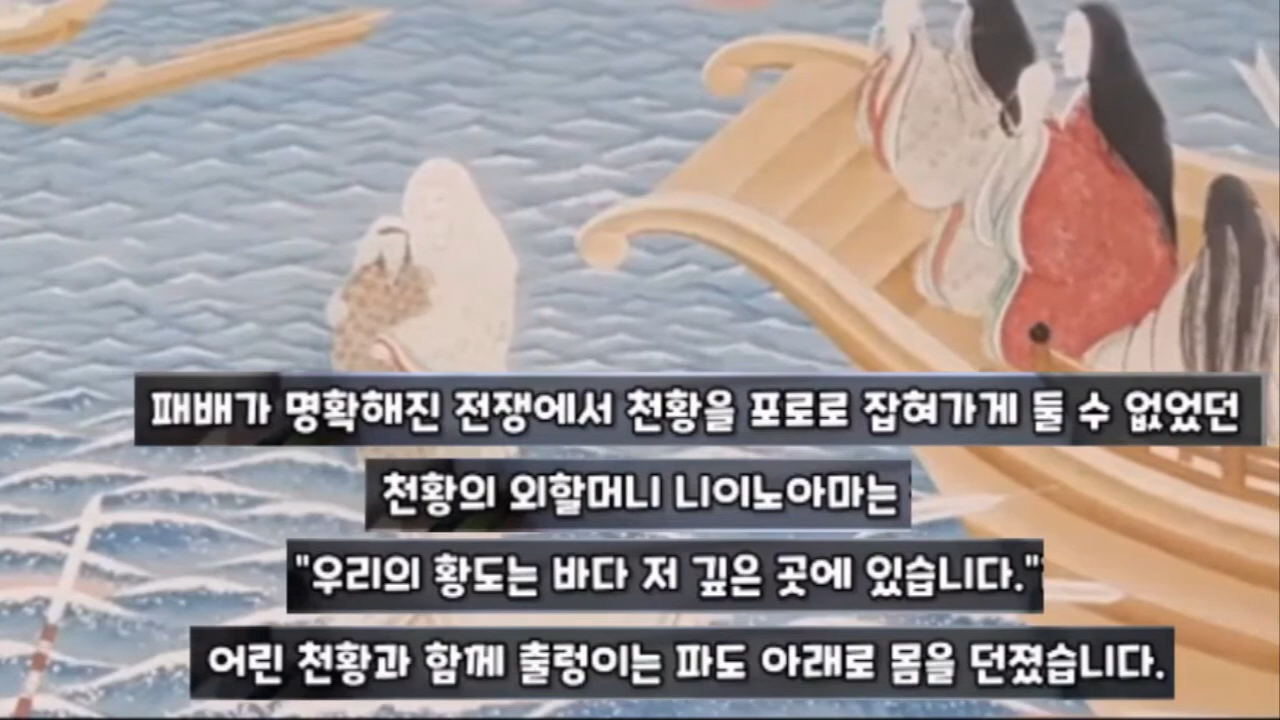 패배가 명확해진 전쟁에서 천황을 포로로 잡혀가게 둘 수 없었던
천황의 외할머니 니이노아마는
"우리의 황도는 바다 저 깊은 곳에 있습니다."
어린 천황과 함께 출렁이는 파도 아래로 몸을 던졌습니다.